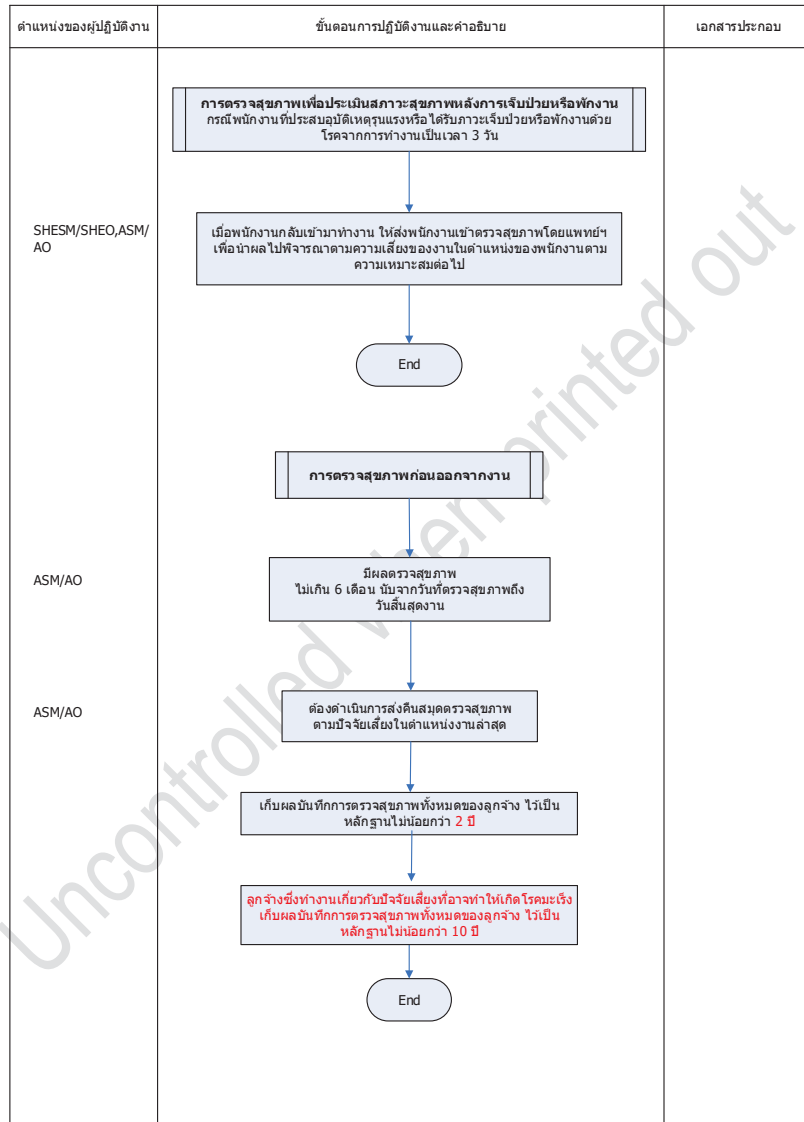 ตำแหน่งของผู้ปฏิบัติงาน
ขั้นตอนการปฏิบัติงานและคำอธิบาย
เอกสารประกอบ
การตรวจสุขภาพเพื่อประเมินสภาวะสุขภาพหลังการเจ็บป่วยหรือพักงาน
กรณีพนักงานที่ประสบอุบัติเหตุรุนแรงหรือได้รับภาวะเจ็บป่วยหรือพักงานด้วย
โรคจากการทำงานเป็นเวลา 3 วัน
SHESM/SHEO,ASM/
AO
เมื่อพนักงานกลับเข้ามาทำงาน ให้ส่งพนักงานเข้าตรวจสุขภาพโดยแพทย์ฯ
เพื่อนำผลไปพิจารณาตามความเสี่ยงของงานในตำแหน่งของพนักงานตาม
ความเหมาะสมต่อไป
End
การตรวจสุขภาพก่อนออกจากงาน
ASM/AO
มีผลตรวจสุขภาพ
ไม่เกิน 6 เดือน นับจากวันที่ตรวจสุขภาพถึง
วันสิ้นสุดงาน
ASM/AO
ต้องดำเนินการส่งคืนสมุดตรวจสุขภาพ
ตามปัจจัยเสี่ยงในตำแหน่งงานล่าสุด
เก็บผลบันทึกการตรวจสุขภาพทั้งหมดของลูกจ้าง ไว้เป็น
หลักฐานไม่น้อยกว่า 2 ปี
ลูกจ้างซึ่งทำงานเกี่ยวกับปัจจัยเสี่ยงที่อาจทำให้เกิดโรคมะเร็ง
เก็บผลบันทึกการตรวจสุขภาพทั้งหมดของลูกจ้าง ไว้เป็น
หลักฐานไม่น้อยกว่า 10 ปี
End
Uncontrolled when printed out